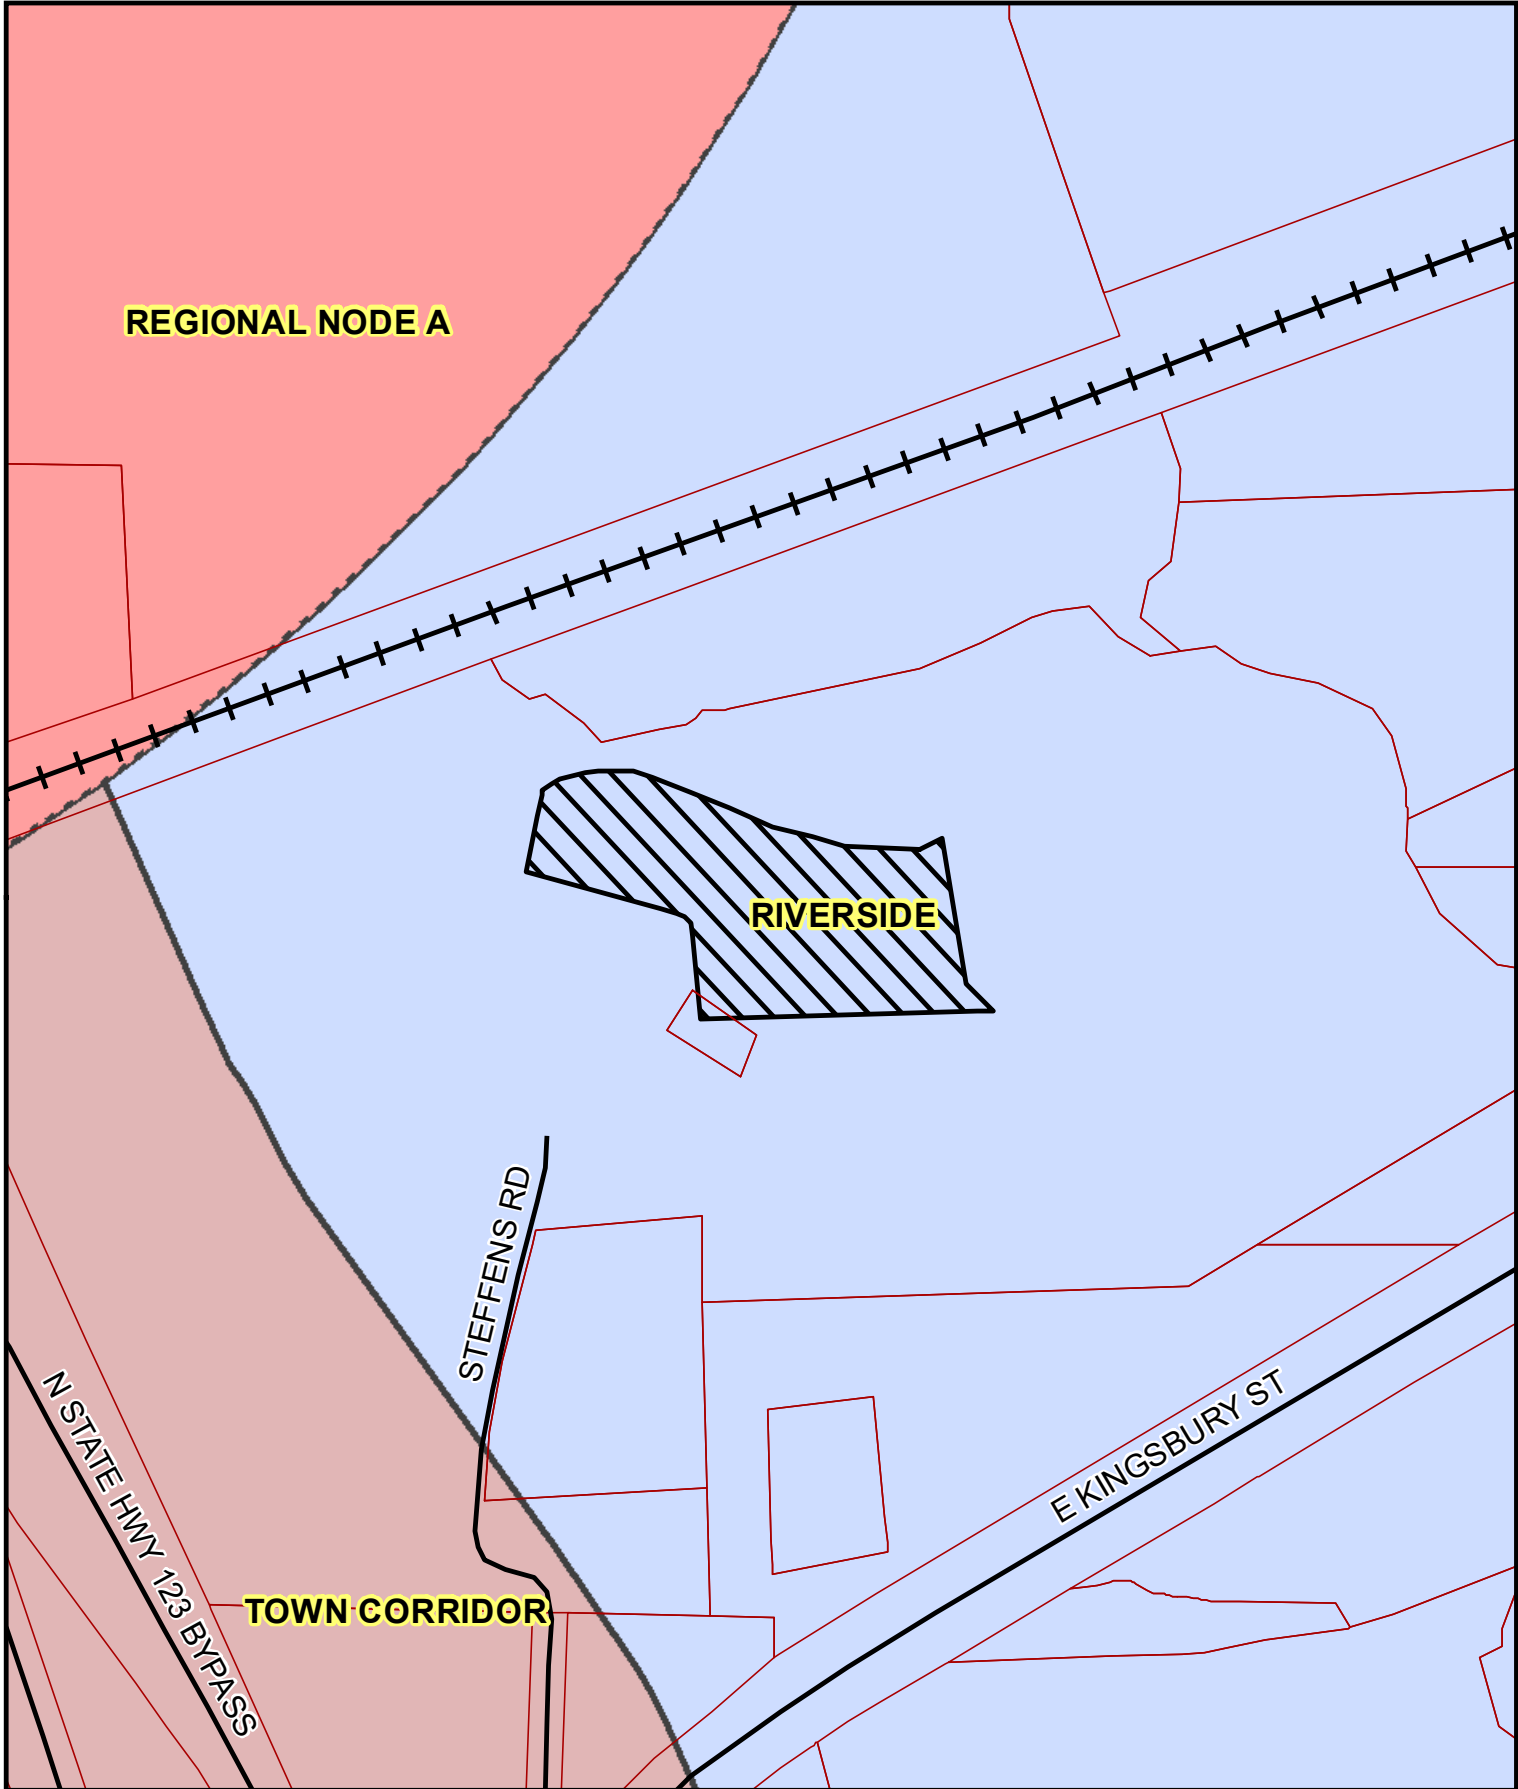 REGIONAL NODE A
RIVERSIDE
STEFFENS RD
E KINGSBURY ST
N STATE HWY 123 BYPASS
TOWN CORRIDOR